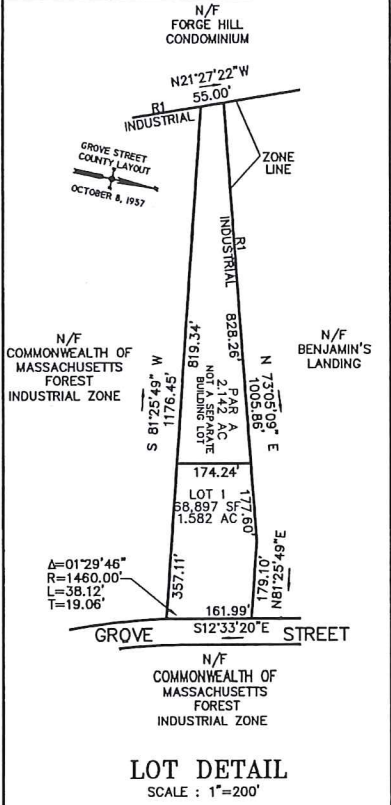 N/F
FORGE HILL
CONDOMINIUM
N21°27'22"W
55.00'
R1
INDUSTRIAL
GROVE STREET
COUNTY LAYOUT
OCTOBER 8, 1957
ZONE
LINE
R1
INDUSTRIAL
N/F
COMMONWEALTH OF
MASSACHUSETTS
FOREST
INDUSTRIAL ZONE
S 81°25'49" W
1176.45'
819.34'
PAR A
2.142 AC
NOT A SEPARATE
BUILDING LOT
828.26'
N 73°05'09" E
1005.86'
N/F
BENJAMIN'S
LANDING
174.24'
LOT 1
68,897 SF
1.582 AC
177.60'
357.11'
179.10'
N81°25'49"E
Δ=01°29'46"
R=1460.00'
L=38.12'
T=19.06'
161.99'
GROVE S12°33'20"E STREET
N/F
COMMONWEALTH OF
MASSACHUSETTS
FOREST
INDUSTRIAL ZONE
LOT DETAIL
SCALE : 1"=200'